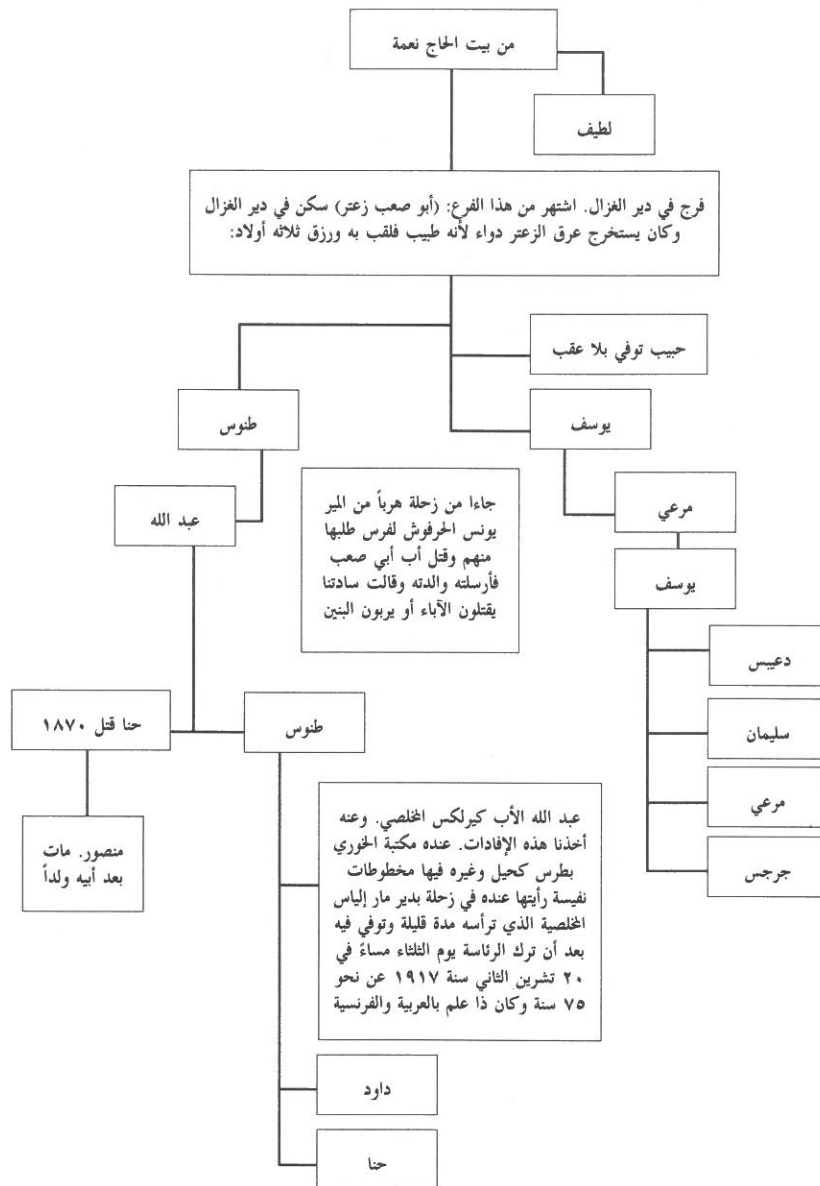 من بيت الحاج نعمة
لطيف
فرج في دير الغزال. اشتهر من هذا الفرع: (أبو صعب زعتر) سكن في دير الغزال
وكان يستخرج عرق الزعتر دواء لأنه طبيب فلقب به ورزق ثلاثه أولاد:
حبيب توفي بلا عقب
طنوس
يوسف
جاءا من زحلة هرباً من المير
يونس الحرفوش لفرس طلبها
منهم وقتل أب أبي صعب
فأرسلته والدته وقالت سادتنا
يقتلون الآباء أو يربون البنين
مرعي
عبد الله
يوسف
دعيبس
سليمان
مرعي
جرجس
حنا قتل ١٨٧٠
طنوس
منصور. مات
بعد أبيه ولداً
عبد الله الأب كيرلكس المخلصي. وعنه
أخذنا هذه الإفادات. عنده مكتبة الخوري
بطرس كحيل وغيره فيها مخطوطات
نفيسة رأيتها عنده في زحلة بدير مار إلياس
المخلصية الذي ترأسه مدة قليلة وتوفي فيه
بعد أن ترك الرئاسة يوم الثلثاء مساءً في
٢٠ تشرين الثاني سنة ١٩١٧ عن نحو
٧٥ سنة وكان ذا علم بالعربية والفرنسية
داود
حنا